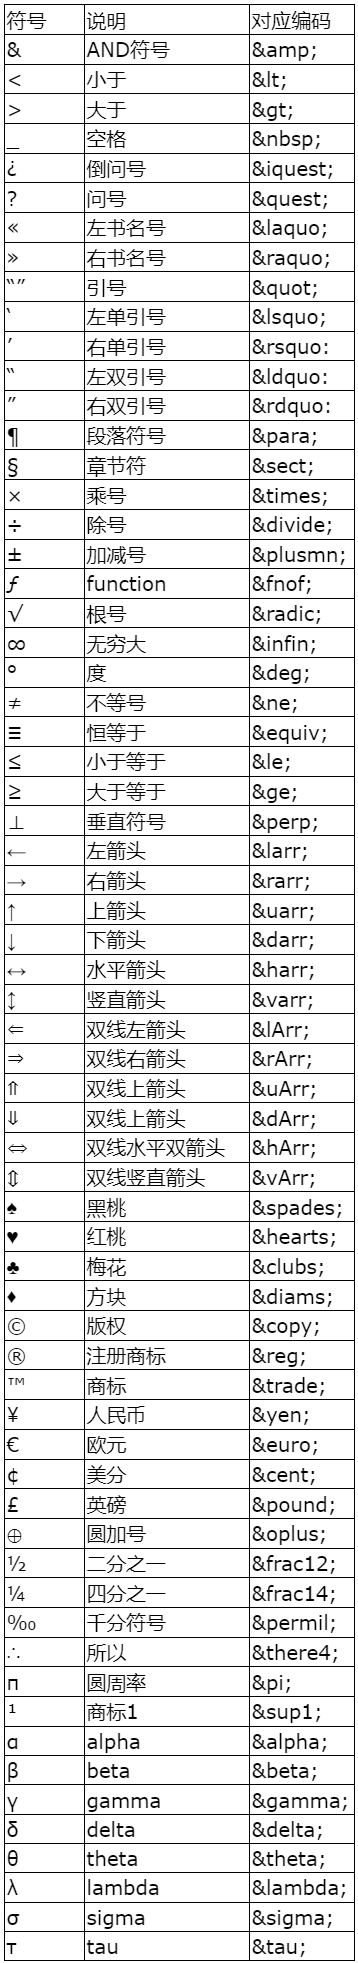 符号 说明 对应编码
& AND符号 &amp;
< 小于 &lt;
> 大于 &gt;
_ 空格 &nbsp;
¿ 倒问号 &iquest;
? 问号 &quest;
« 左书名号 &laquo;
» 右书名号 &raquo;
“” 引号 &quot;
‘ 左单引号 &lsquo;
’ 右单引号 &rsquo:
“ 左双引号 &ldquo:
” 右双引号 &rdquo:
¶ 段落符号 &para;
§ 章节符 &sect;
× 乘号 &times;
÷ 除号 &divide;
± 加减号 &plusmn;
ƒ function &fnof;
√ 根号 &radic;
∞ 无穷大 &infin;
° 度 &deg;
≠ 不等号 &ne;
≡ 恒等于 &equiv;
≤ 小于等于 &le;
≥ 大于等于 &ge;
⊥ 垂直符号 &perp;
← 左箭头 &larr;
→ 右箭头 &rarr;
↑ 上箭头 &uarr;
↓ 下箭头 &darr;
↔ 水平箭头 &harr;
↕ 竖直箭头 &varr;
⇐ 双线左箭头 &lArr;
⇒ 双线右箭头 &rArr;
⇑ 双线上箭头 &uArr;
⇓ 双线上箭头 &dArr;
⇔ 双线水平双箭头 &hArr;
⇕ 双线竖直箭头 &vArr;
♠ 黑桃 &spades;
♥ 红桃 &hearts;
♣ 梅花 &clubs;
♦ 方块 &diams;
© 版权 &copy;
® 注册商标 &reg;
™ 商标 &trade;
¥ 人民币 &yen;
€ 欧元 &euro;
¢ 美分 &cent;
£ 英磅 &pound;
⊕ 圆加号 &oplus;
½ 二分之一 &frac12;
¼ 四分之一 &frac14;
‰ 千分符号 &permil;
∴ 所以 &there4;
π 圆周率 &pi;
¹ 商标1 &sup1;
α alpha &alpha;
β beta &beta;
γ gamma &gamma;
δ delta &delta;
θ theta &theta;
λ lambda &lambda;
σ sigma &sigma;
τ tau &tau;